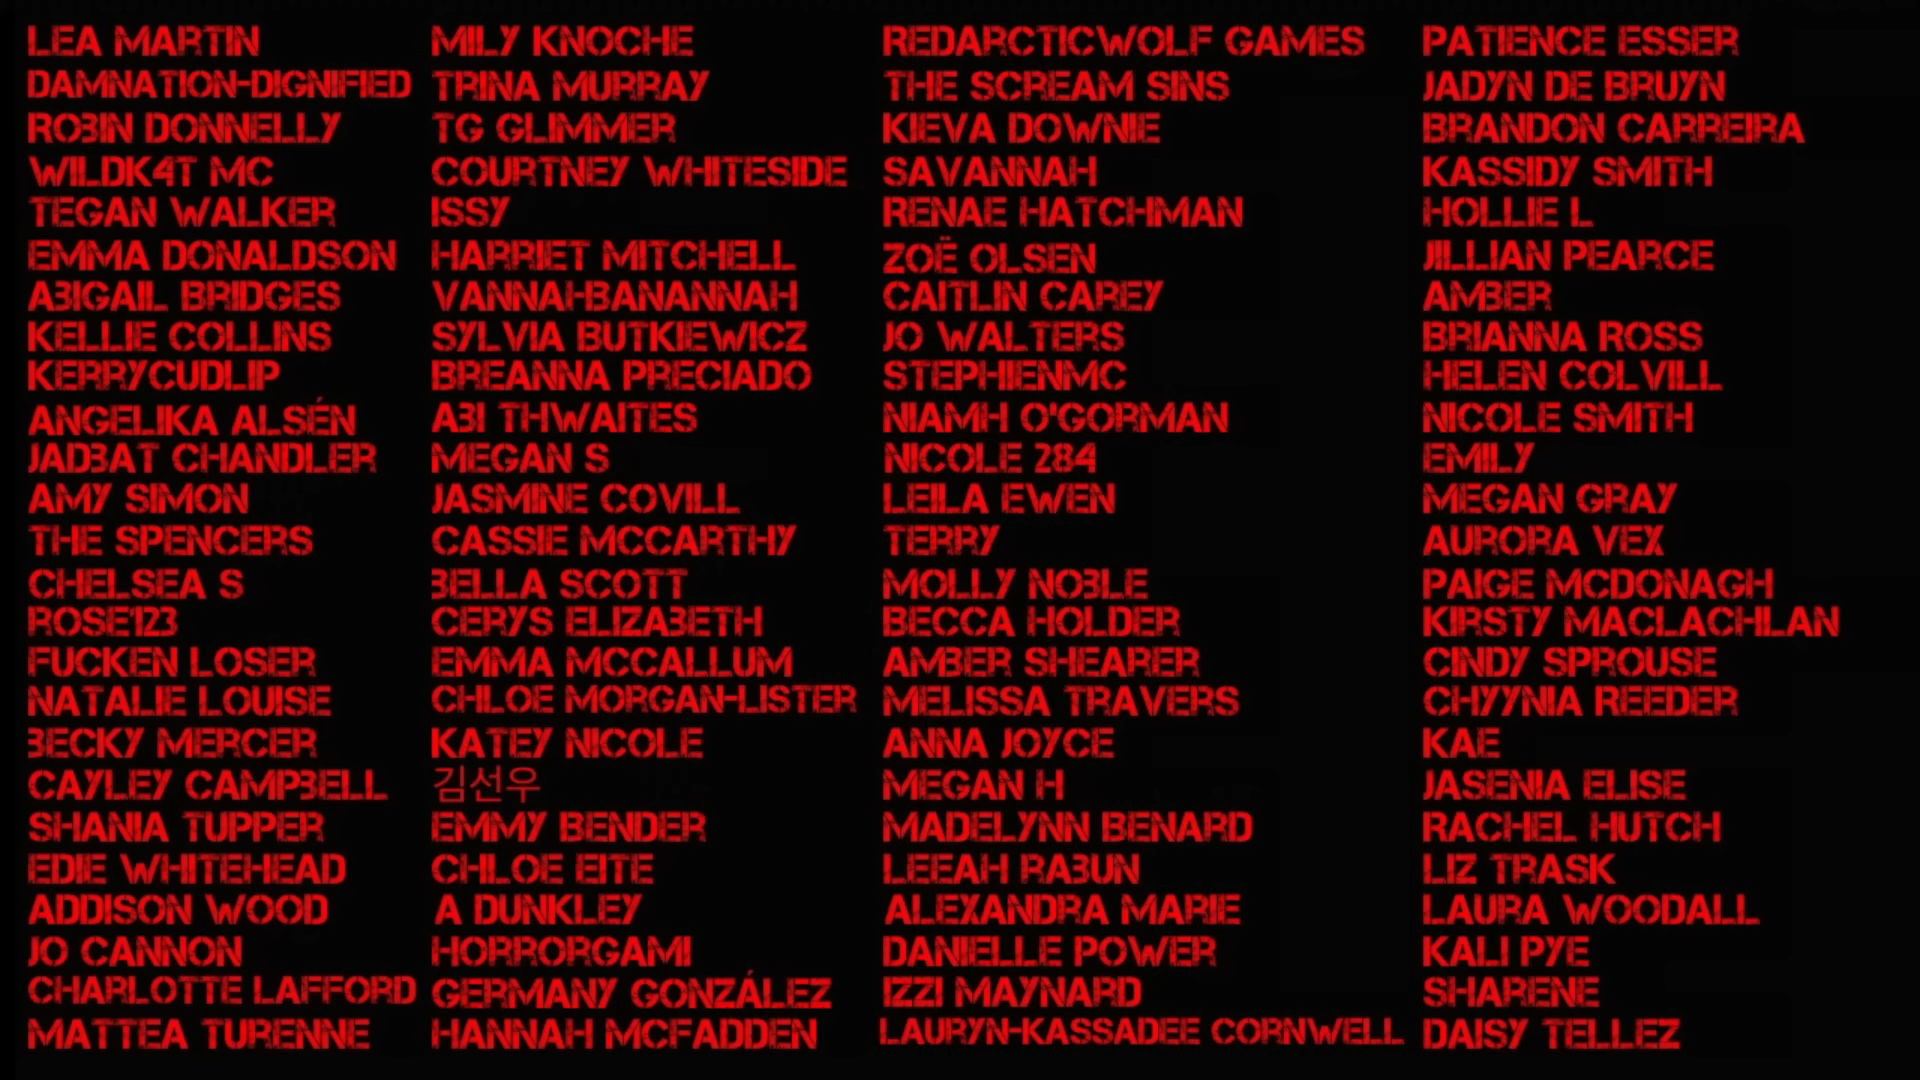 LEA MARTIN
DAMNATION-DIGNIFIED
ROBIN DONNELLY
WILDK4T MC
TEGAN WALKER
EMMA DONALDSON
ABIGAIL BRIDGES
KELLIE COLLINS
KERRYCUDLIP
ANGELIKA ALSÉN
JADBAT CHANDLER
AMY SIMON
THE SPENCERS
CHELSEA S
ROSE123
FUCKEN LOSER
NATALIE LOUISE
BECKY MERCER
CAYLEY CAMPBELL
SHANIA TUPPER
EDIE WHITEHEAD
ADDISON WOOD
JO CANNON
CHARLOTTE LAFFORD
MATTEA TURENNE
MILY KNOCHE
TRINA MURRAY
TG GLIMMER
COURTNEY WHITESIDE
ISSY
HARRIET MITCHELL
VANNAH-BANANNAH
SYLVIA BUTKIEWICZ
BREANNA PRECIADO
ABI THWAITES
MEGAN S
JASMINE COVILL
CASSIE MCCARTHY
BELLA SCOTT
CERYS ELIZABETH
EMMA MCCALLUM
CHLOE MORGAN-LISTER
KATEY NICOLE
김선우
EMMY BENDER
CHLOE EITE
A DUNKLEY
HORRORGAMI
GERMANY GONZÁLEZ
HANNAH MCFADDEN
REDARCTICWOLF GAMES
THE SCREAM SINS
KIEVA DOWNIE
SAVANNAH
RENAE HATCHMAN
ZOË OLSEN
CAITLIN CAREY
JO WALTERS
STEPHIENMC
NIAMH O'GORMAN
NICOLE 284
LEILA EWEN
TERRY
MOLLY NOBLE
BECCA HOLDER
AMBER SHEARER
MELISSA TRAVERS
ANNA JOYCE
MEGAN H
MADELYNN BENARD
LEEAH RABUN
ALEXANDRA MARIE
DANIELLE POWER
IZZI MAYNARD
LAURYN-KASSADEE CORNWELL
PATIENCE ESSER
JADYN DE BRUYN
BRANDON CARREIRA
KASSIDY SMITH
HOLLIE L
JILLIAN PEARCE
AMBER
BRIANNA ROSS
HELEN COLVILL
NICOLE SMITH
EMILY
MEGAN GRAY
AURORA VEX
PAIGE MCDONAGH
KIRSTY MACLACHLAN
CINDY SPROUSE
CHYYNIA REEDER
KAE
JASENIA ELISE
RACHEL HUTCH
LIZ TRASK
LAURA WOODALL
KALI PYE
SHARENE
DAISY TELLEZ